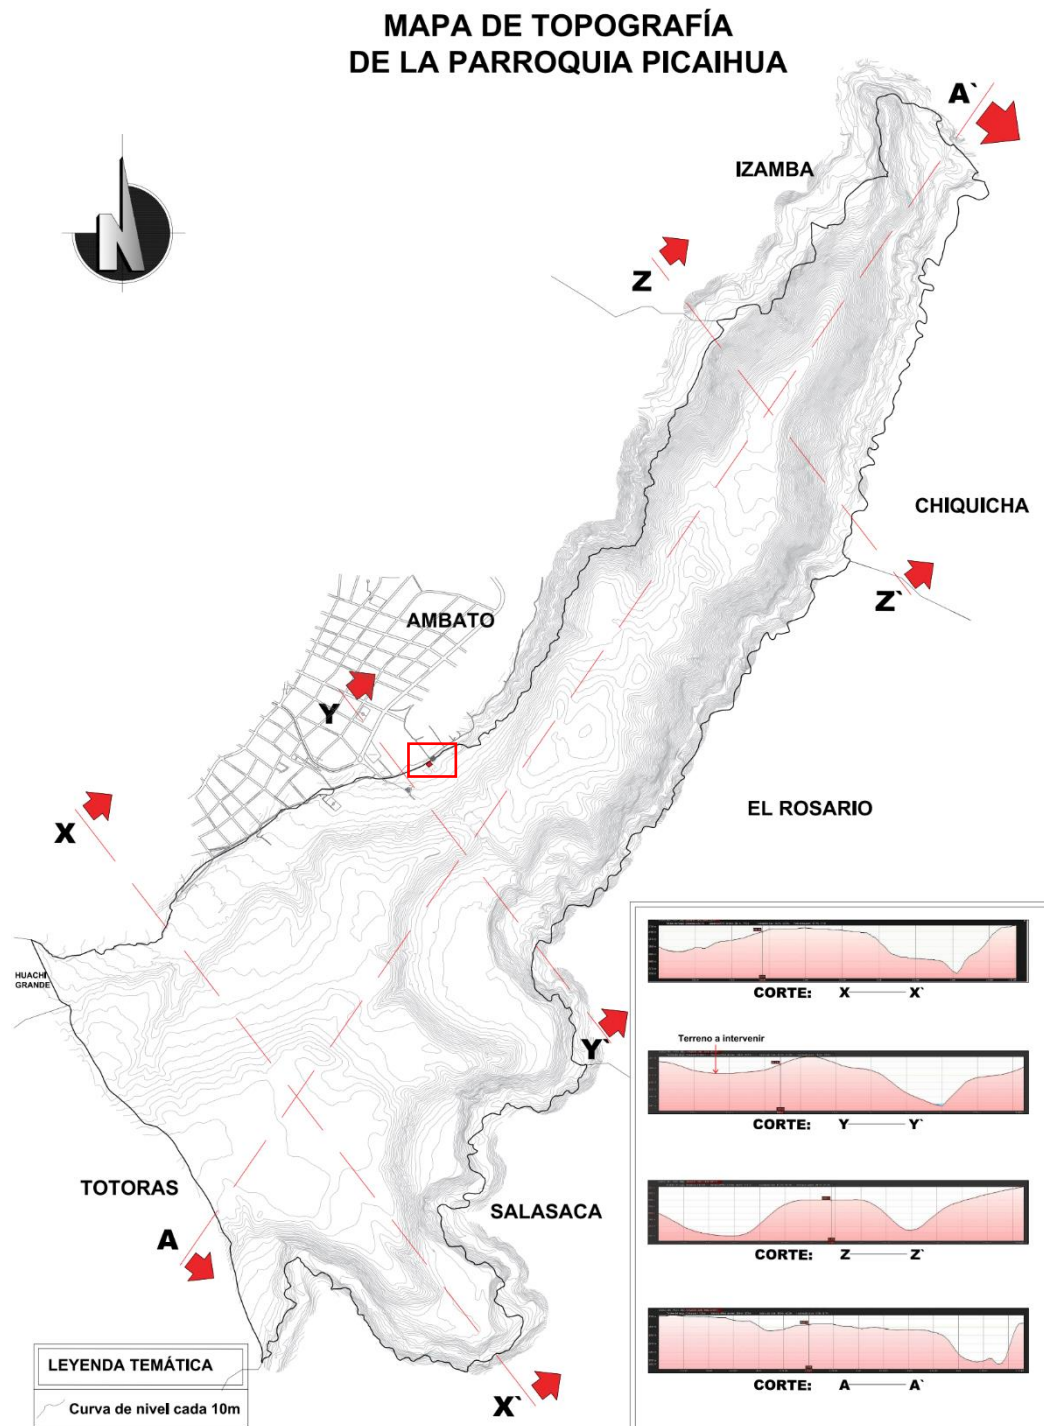 MAPA DE TOPOGRAFÍA
DE LA PARROQUIA PICAIHUA
A`
IZAMBA
N
Z
CHIQUICHA
Z`
AMBATO
Y
X
EL ROSARIO
HUACHI
GRANDE
CORTE: X X`
Y`
Terreno a intervenir
CORTE: Y Y`
TOTORAS
SALASACA
A
CORTE: Z Z`
LEYENDA TEMÁTICA
CORTE: A A`
X`
Curva de nivel cada 10m